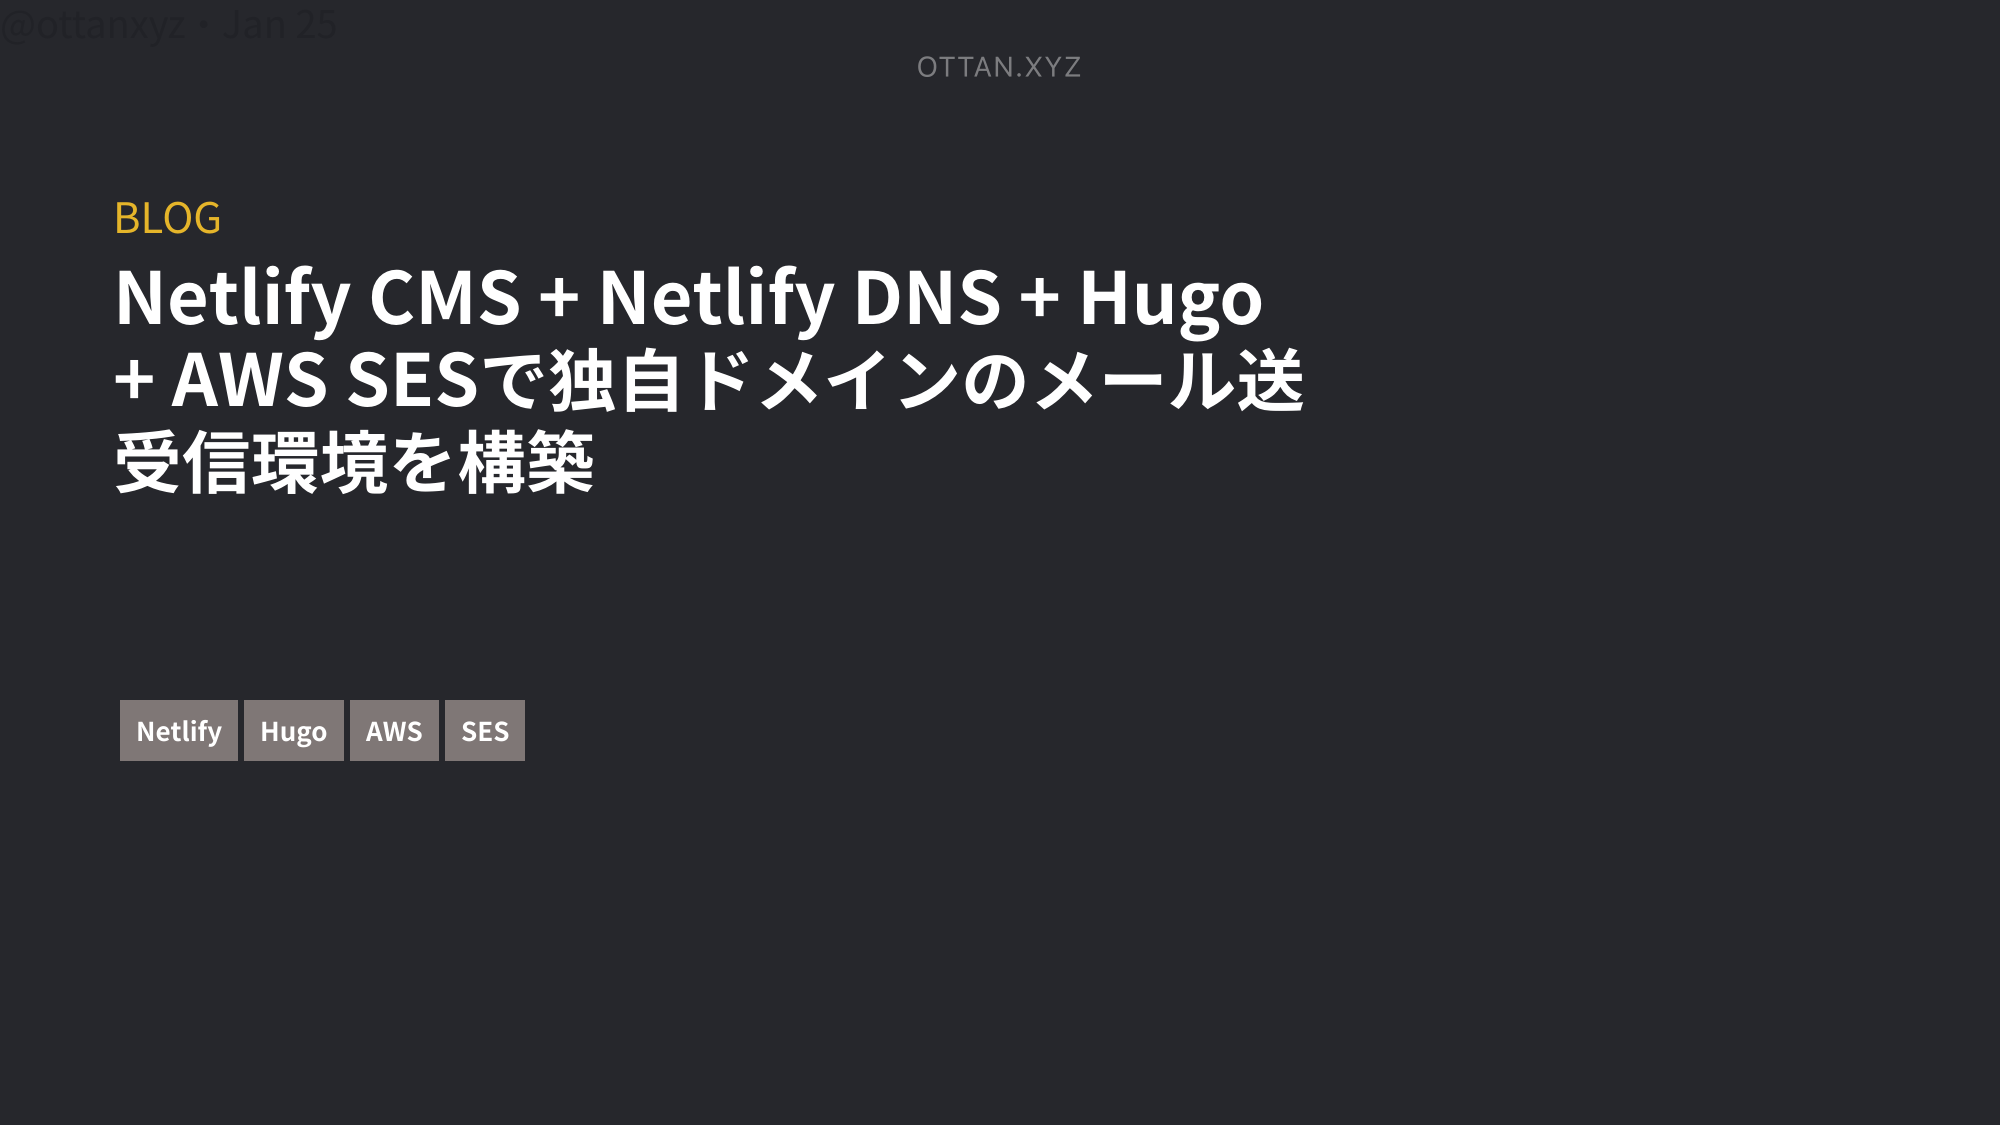 @ottanxyz・Jan 25
OTTAN.XYZ
BLOG
Netlify CMS + Netlify DNS + Hugo
+ AWS SESで独自ドメインのメール送
受信環境を構築
Netlify Hugo AWS SES